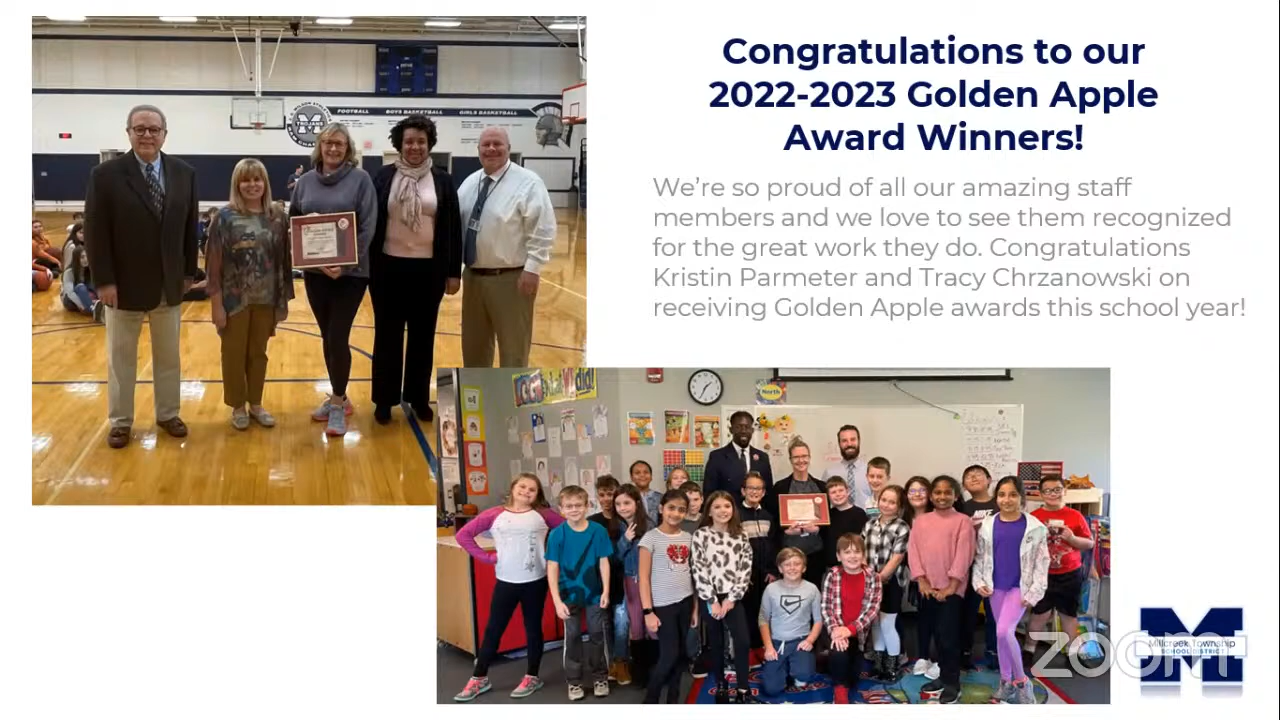 Congratulations to our
2022-2023 Golden Apple
Award Winners!
We're so proud of all our amazing staff
members and we love to see them recognized
for the great work they do. Congratulations
Kristin Parmeter and Tracy Chrzanowski on
receiving Golden Apple awards this school year!
FOOTBALL BOYS BASKETBALL GIRLS BASKETBALL
M
TROJANS
North
M
Millcreek Township
SCHOOL DISTRICT
zoom